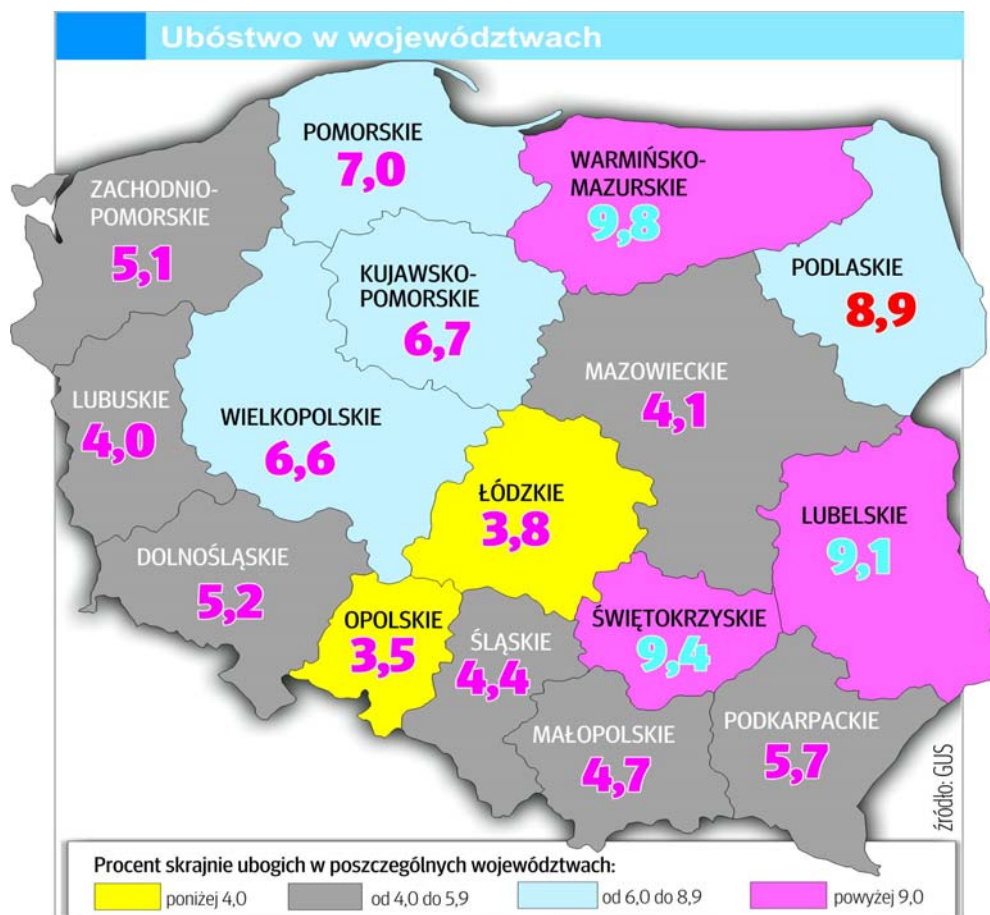 Ubóstwo w województwach
POMORSKIE
7,0
WARMIŃSKO-
MAZURSKIE
9,8
ZACHODNIO-
POMORSKIE
5,1
KUJAWSKO-
POMORSKIE
6,7
PODLASKIE
8,9
LUBUSKIE
4,0
WIELKOPOLSKIE
6,6
MAZOWIECKIE
4,1
ŁÓDZKIE
3,8
LUBELSKIE
9,1
DOLNOŚLĄSKIE
5,2
OPOLSKIE
3,5
ŚLĄSKIE
4,4
ŚWIĘTOKRZYSKIE
9,4
MAŁOPOLSKIE
4,7
PODKARPACKIE
5,7
źródło: GUS
Procent skrajnie ubogich w poszczególnych województwach:
poniżej 4,0 od 4,0 do 5,9 od 6,0 do 8,9 powyżej 9,0